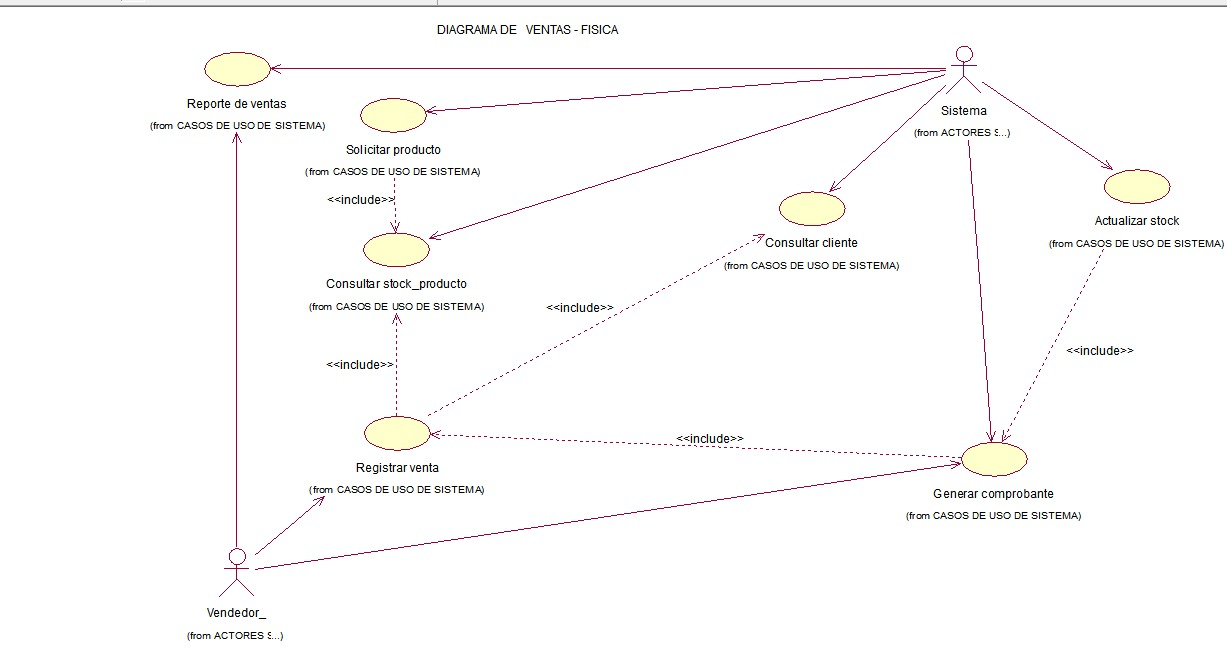 DIAGRAMA DE VENTAS - FISICA
Reporte de ventas
(from CASOS DE USO DE SISTEMA)
Solicitar producto
(from CASOS DE USO DE SISTEMA)
<<include>>
Sistema
(from ACTORES S...)
Actualizar stock
(from CASOS DE USO DE SISTEMA)
Consultar cliente
(from CASOS DE USO DE SISTEMA)
Consultar stock_producto
(from CASOS DE USO DE SISTEMA)
<<include>>
<<include>>
<<include>>
<<include>>
Registrar venta
(from CASOS DE USO DE SISTEMA)
Generar comprobante
(from CASOS DE USO DE SISTEMA)
Vendedor_
(from ACTORES S...)